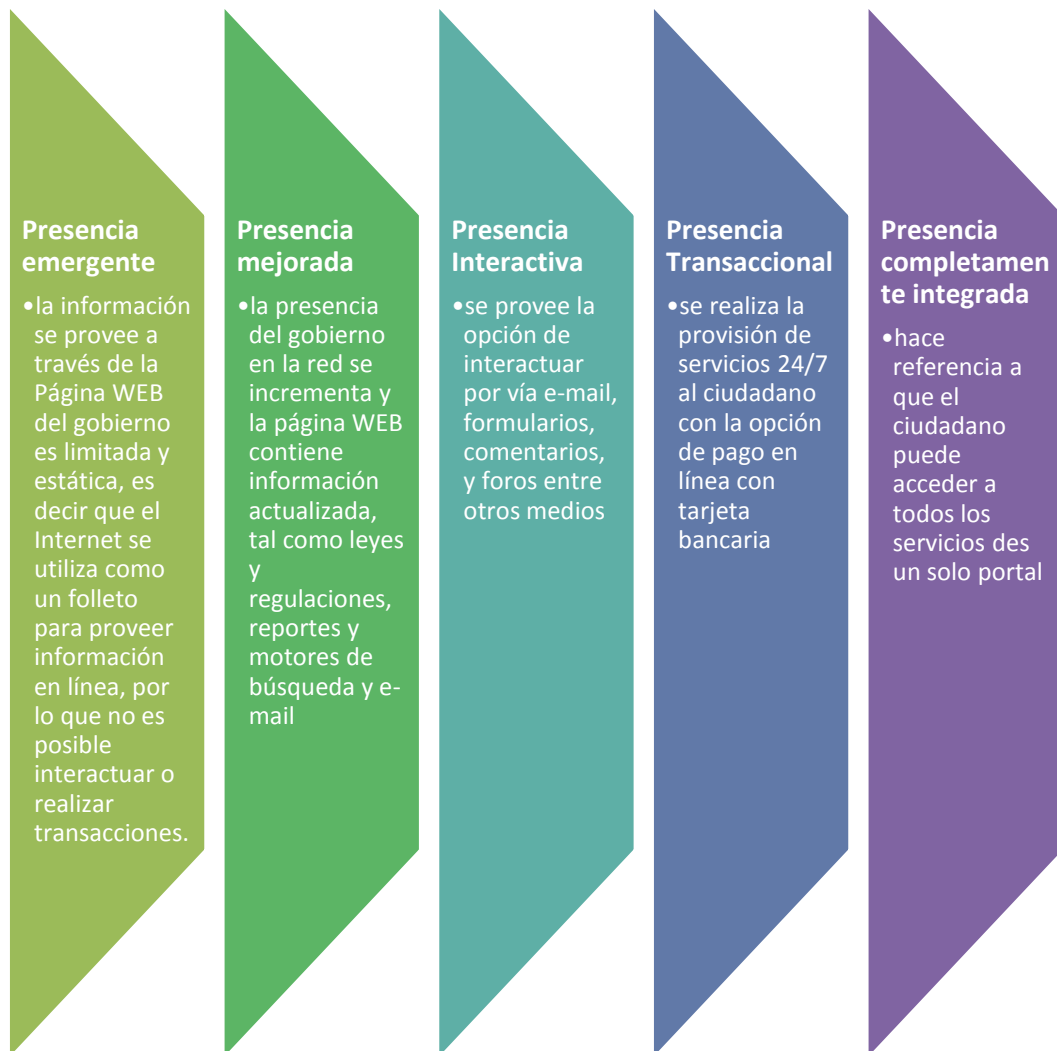 Presencia
emergente
•la información
se provee a
través de la
Página WEB
del gobierno
es limitada y
estática, es
decir que el
Internet se
utiliza como
un folleto
para proveer
información
en línea, por
lo que no es
posible
interactuar o
realizar
transacciones.
Presencia
mejorada
•la presencia
del gobierno
en la red se
incrementa y
la página WEB
contiene
información
actualizada,
tal como leyes
y
regulaciones,
reportes y
motores de
búsqueda y e-
mail
Presencia
Interactiva
•se provee la
opción de
interactuar
por vía e-mail,
formularios,
comentarios,
y foros entre
otros medios
Presencia
Transaccional
•se realiza la
provisión de
servicios 24/7
al ciudadano
con la opción
de pago en
línea con
tarjeta
bancaria
Presencia
completamen
te integrada
•hace
referencia a
que el
ciudadano
puede
acceder a
todos los
servicios des
un solo portal